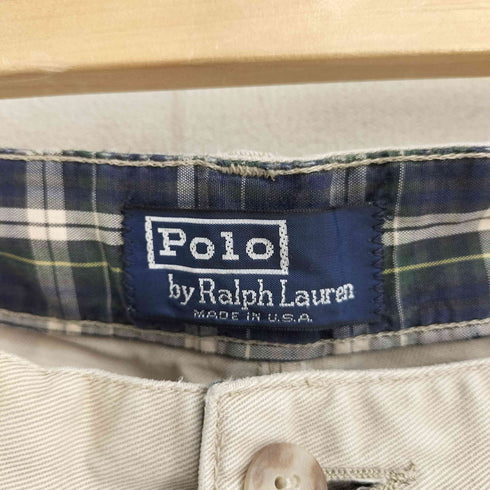 Polo
by Ralph Lauren
MADE IN U.S.A.